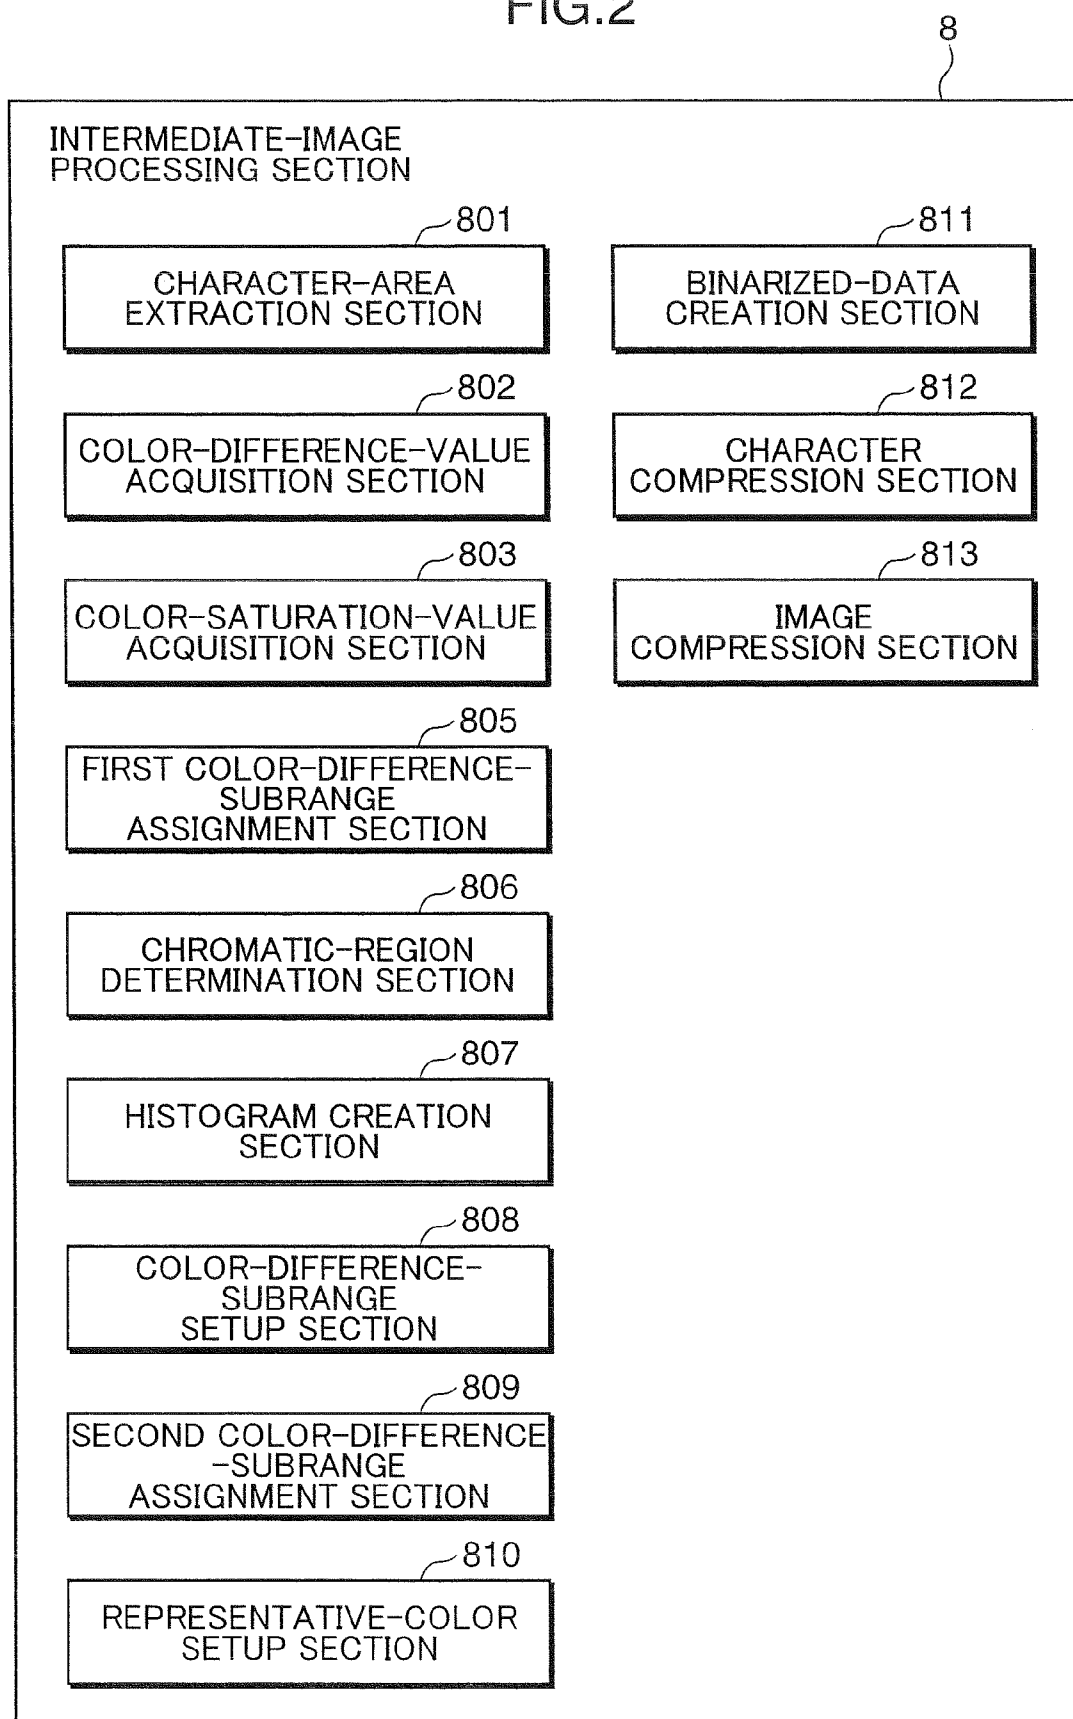 FIG.2
8
INTERMEDIATE-IMAGE
PROCESSING SECTION
801
CHARACTER-AREA
EXTRACTION SECTION
802
COLOR-DIFFERENCE-VALUE
ACQUISITION SECTION
803
COLOR-SATURATION-VALUE
ACQUISITION SECTION
805
FIRST COLOR-DIFFERENCE-
SUBRANGE
ASSIGNMENT SECTION
806
CHROMATIC-REGION
DETERMINATION SECTION
807
HISTOGRAM CREATION
SECTION
808
COLOR-DIFFERENCE-
SUBRANGE
SETUP SECTION
809
SECOND COLOR-DIFFERENCE
-SUBRANGE
ASSIGNMENT SECTION
810
REPRESENTATIVE-COLOR
SETUP SECTION
811
BINARIZED-DATA
CREATION SECTION
812
CHARACTER
COMPRESSION SECTION
813
IMAGE
COMPRESSION SECTION